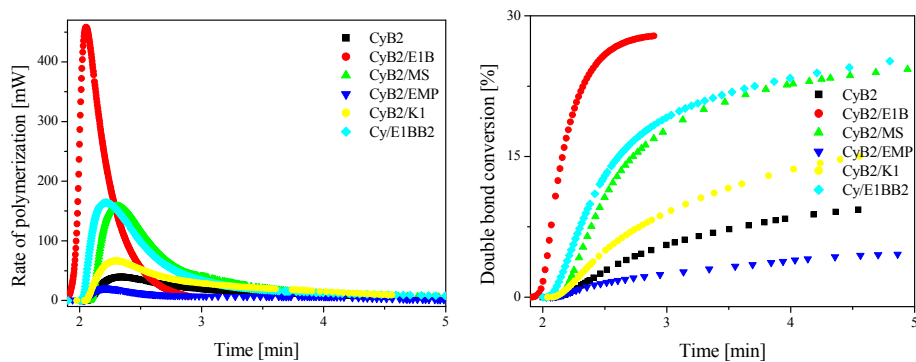 Rate of polymerization [mW]
400
300
200
100
0
2
3
4
5
Time [min]
CyB2
CyB2/E1B
CyB2/MS
CyB2/EMP
CyB2/K1
Cy/E1BB2
Double bond conversion [%]
30
15
0
2
3
4
5
Time [min]
CyB2
CyB2/E1B
CyB2/MS
CyB2/EMP
CyB2/K1
Cy/E1BB2